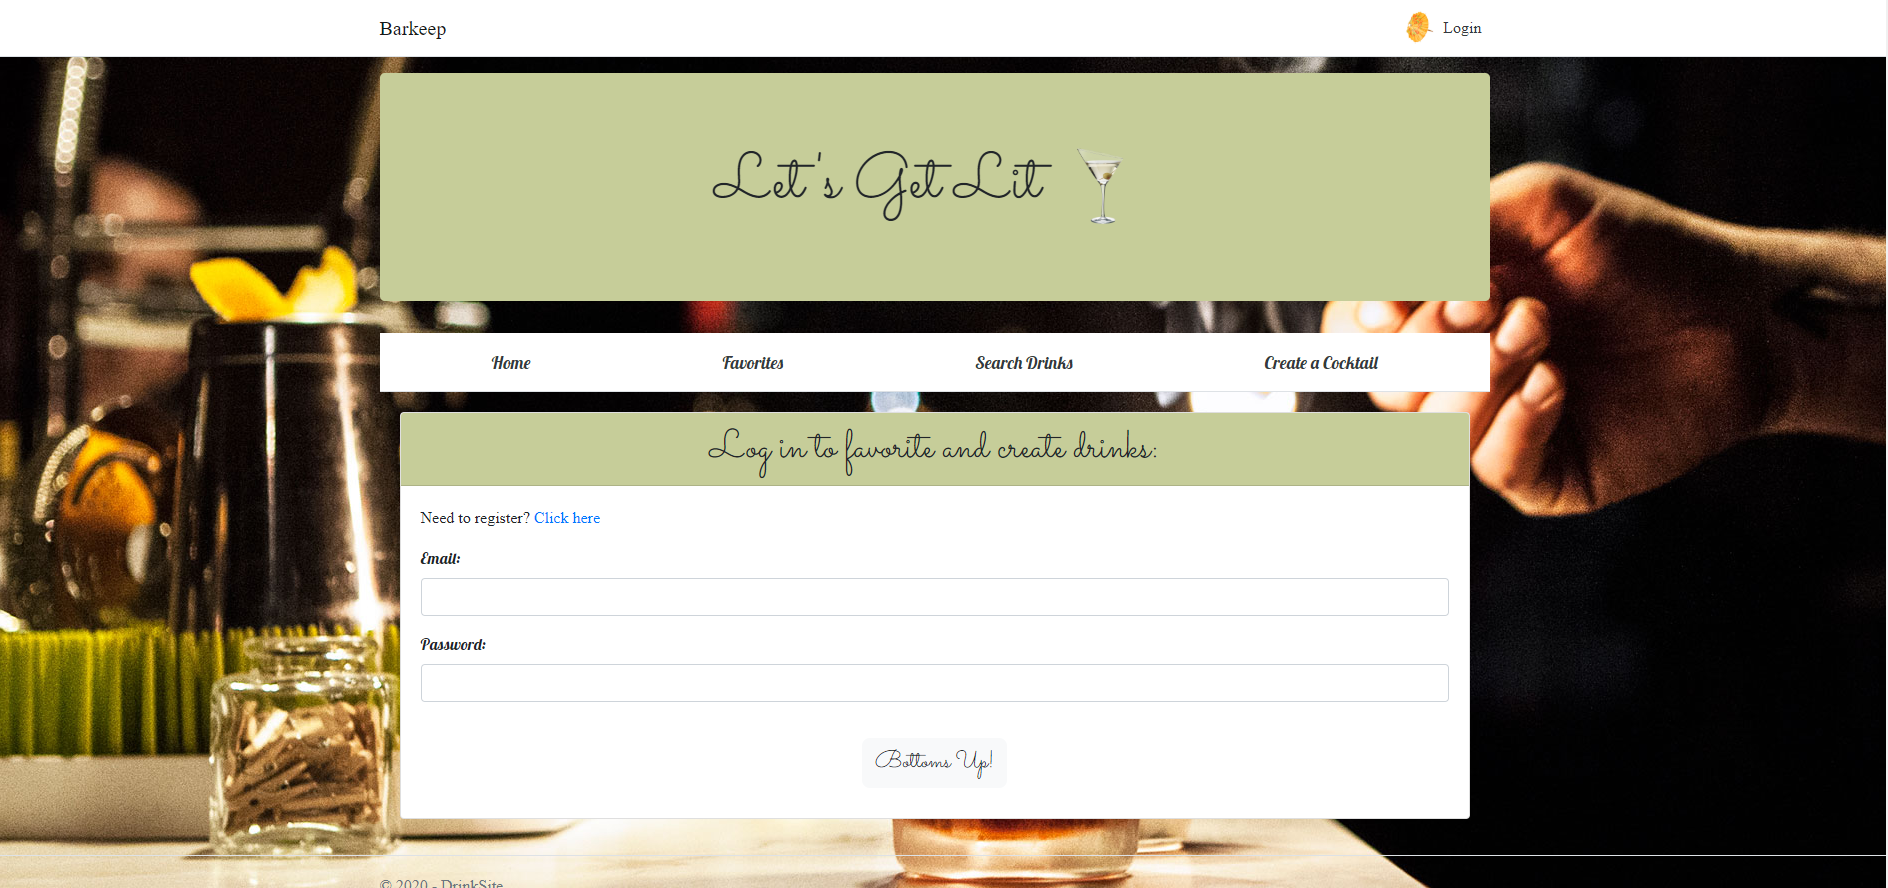 Barkeep
Login
Let's Get Lit
Home
Favorites
Search Drinks
Create a Cocktail
Log in to favorite and create drinks:
Need to register? Click here
Email:
Password:
Bottoms Up!
© 2020 - DrinkSite